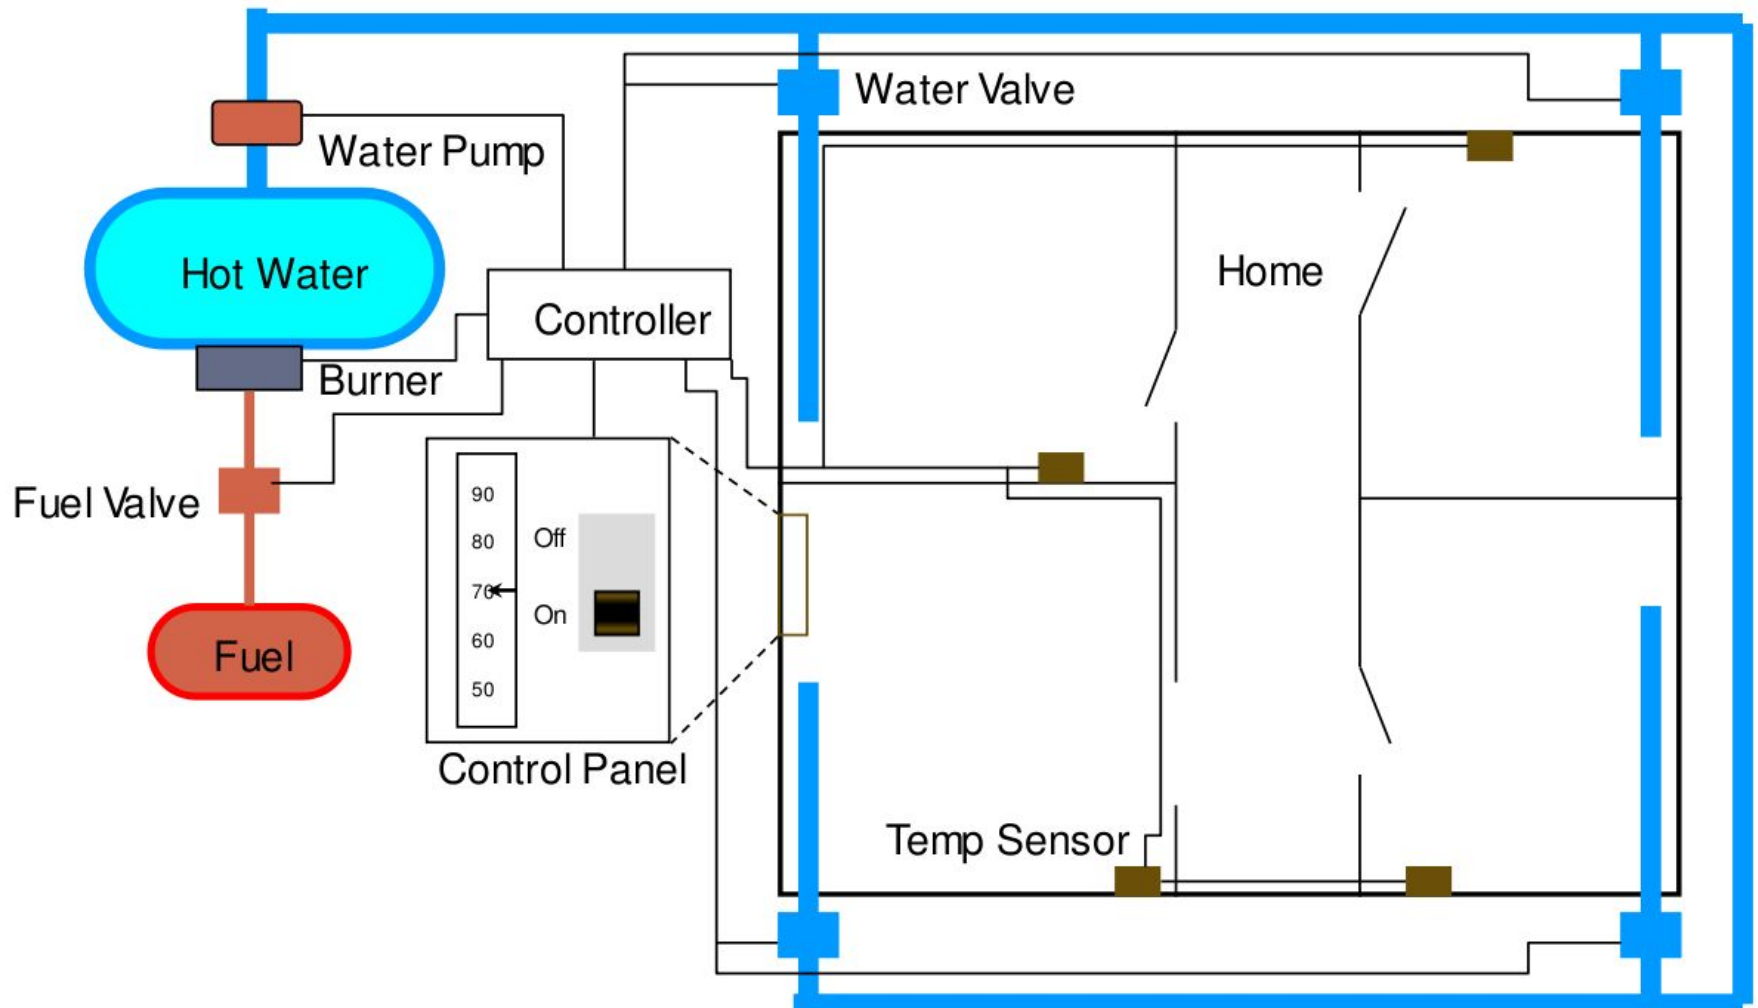 Water Valve
Water Pump
Hot Water
Home
Controller
Burner
Fuel Valve
90
80
70
60
50
Off
On
Fuel
Control Panel
Temp Sensor